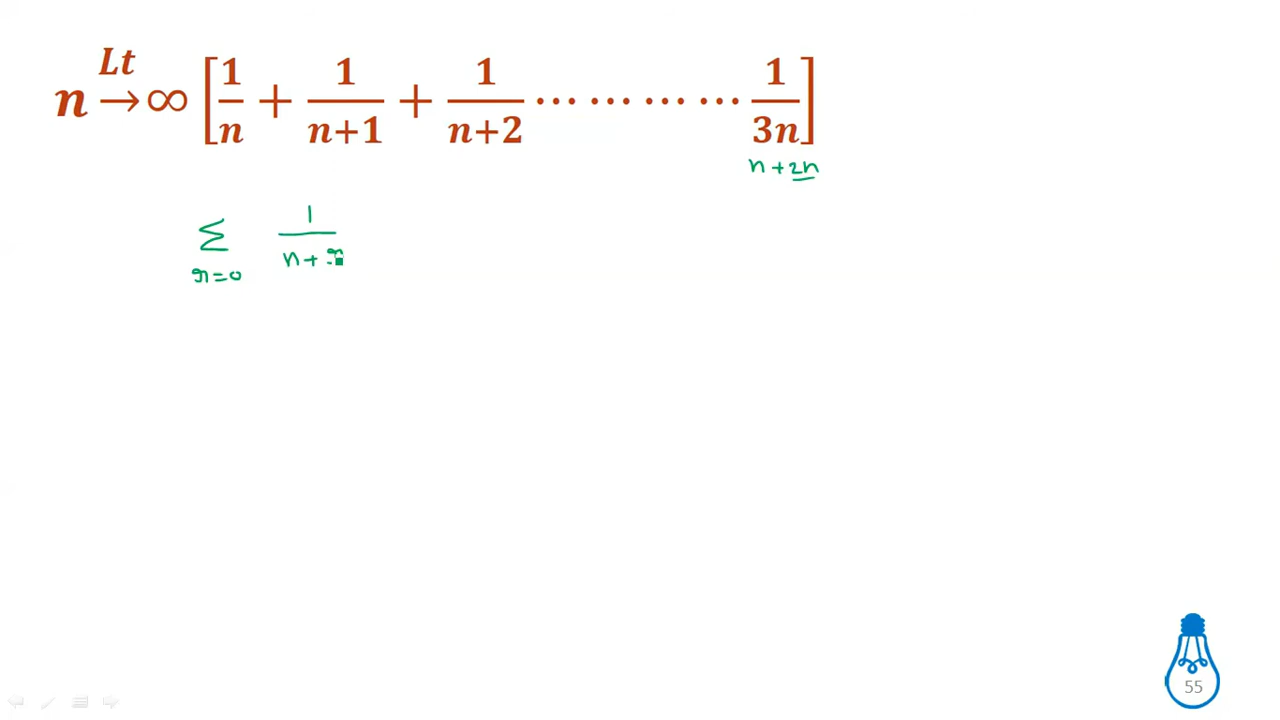 Lt
n → ∞ [1/n + 1/(n+1) + 1/(n+2) ………… 1/3n]
n + 2n
∑ 1/(n + r)
r=0
55